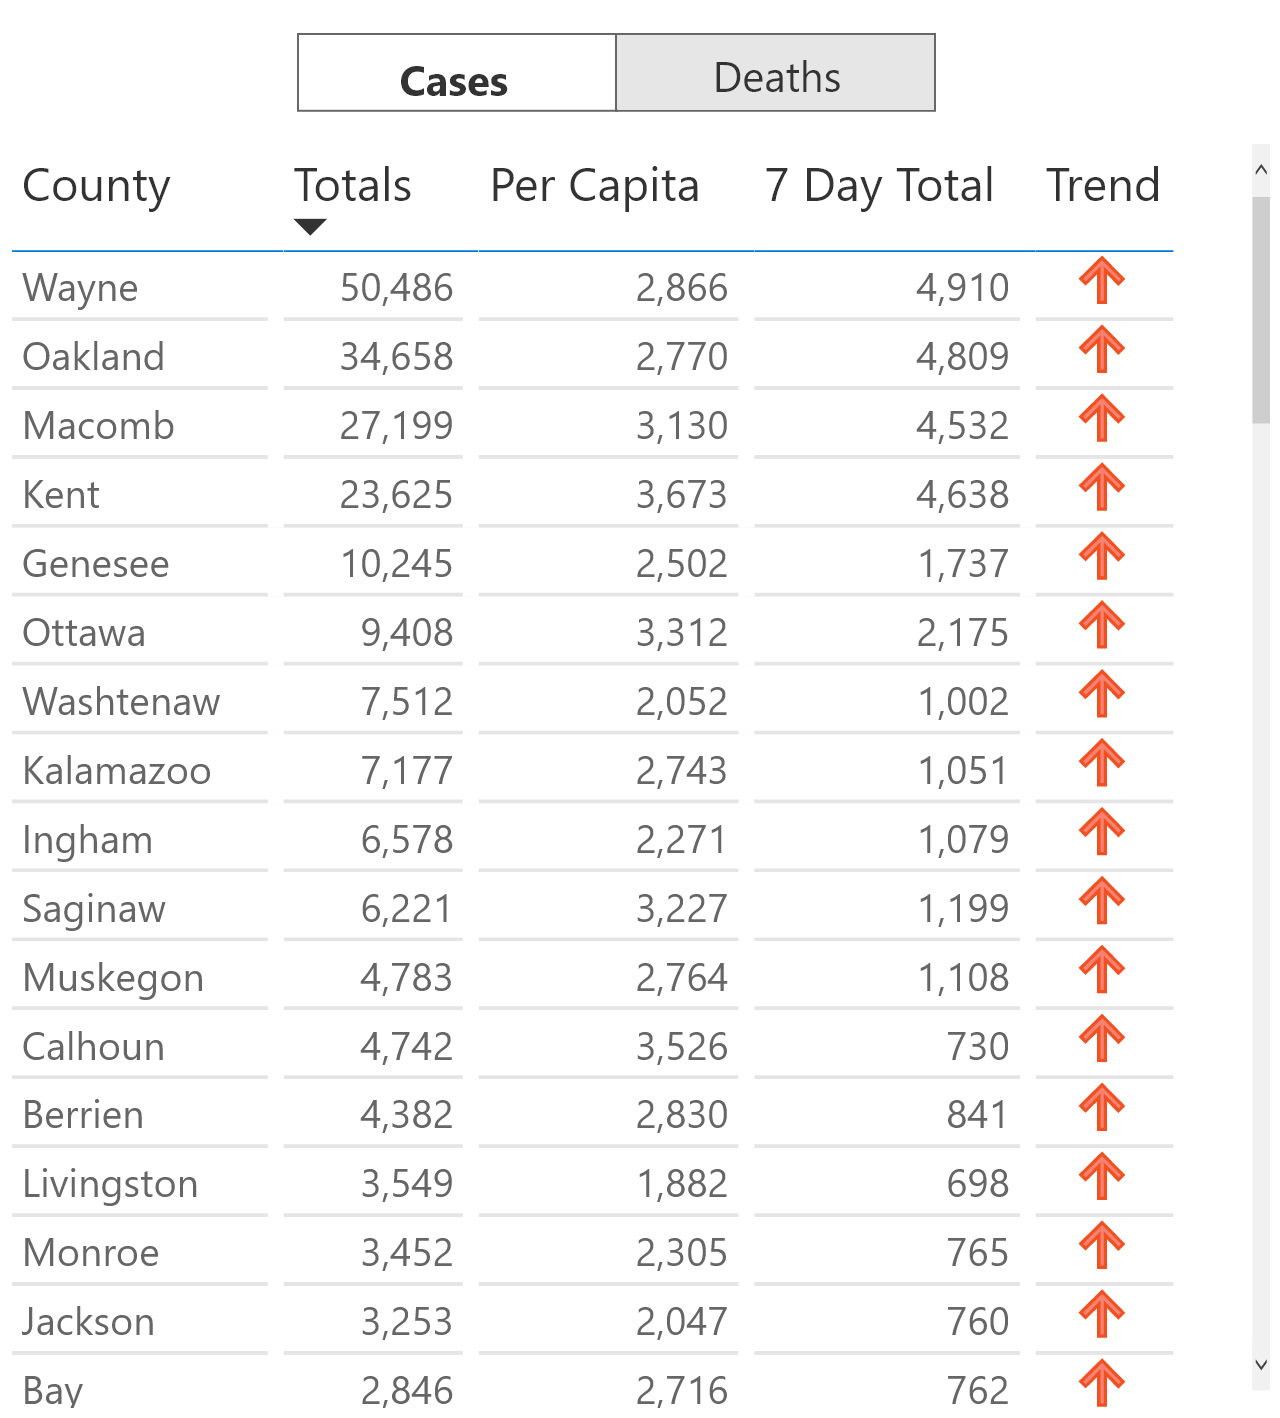 Cases Deaths
County Totals Per Capita 7 Day Total Trend
Wayne 50,486 2,866 4,910
Oakland 34,658 2,770 4,809
Macomb 27,199 3,130 4,532
Kent 23,625 3,673 4,638
Genesee 10,245 2,502 1,737
Ottawa 9,408 3,312 2,175
Washtenaw 7,512 2,052 1,002
Kalamazoo 7,177 2,743 1,051
Ingham 6,578 2,271 1,079
Saginaw 6,221 3,227 1,199
Muskegon 4,783 2,764 1,108
Calhoun 4,742 3,526 730
Berrien 4,382 2,830 841
Livingston 3,549 1,882 698
Monroe 3,452 2,305 765
Jackson 3,253 2,047 760
Bay 2,846 2,716 762